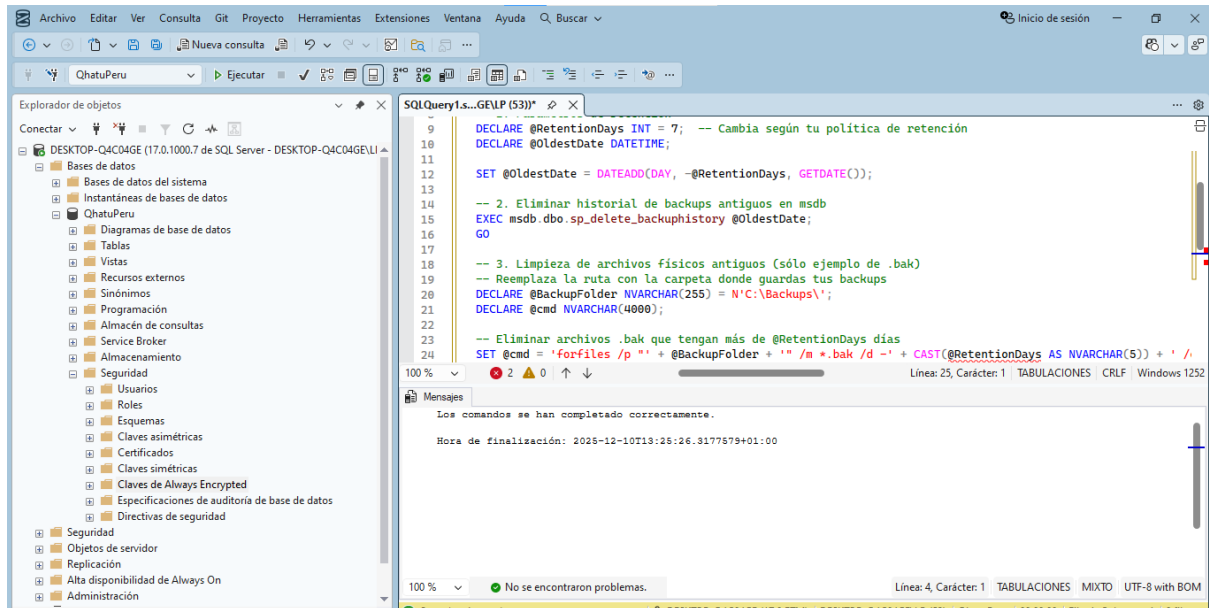 Archivo Editar Ver Consulta Git Proyecto Herramientas Extensiones Ventana Ayuda Buscar Inicio de sesión
Nueva consulta
QhatuPeru Ejecutar
Explorador de objetos
Conectar
DESKTOP-Q4C04GE (17.0.1000.7 de SQL Server - DESKTOP-Q4C04GE\LI
Bases de datos
Bases de datos del sistema
Instantáneas de bases de datos
QhatuPeru
Diagramas de base de datos
Tablas
Vistas
Recursos externos
Sinónimos
Programación
Almacén de consultas
Service Broker
Almacenamiento
Seguridad
Usuarios
Roles
Esquemas
Claves asimétricas
Certificados
Claves simétricas
Claves de Always Encrypted
Especificaciones de auditoría de base de datos
Directivas de seguridad
Seguridad
Objetos de servidor
Replicación
Alta disponibilidad de Always On
Administración
SQLQuery1.s...GE\LP (53))*
9 DECLARE @RetentionDays INT = 7; -- Cambia según tu política de retención
10 DECLARE @OldestDate DATETIME;
11
12 SET @OldestDate = DATEADD(DAY, -@RetentionDays, GETDATE());
13
14 -- 2. Eliminar historial de backups antiguos en msdb
15 EXEC msdb.dbo.sp_delete_backuphistory @OldestDate;
16 GO
17
18 -- 3. Limpieza de archivos físicos antiguos (sólo ejemplo de .bak)
19 -- Reemplaza la ruta con la carpeta donde guardas tus backups
20 DECLARE @BackupFolder NVARCHAR(255) = N'C:\Backups\';
21 DECLARE @cmd NVARCHAR(4000);
22
23 -- Eliminar archivos .bak que tengan más de @RetentionDays días
24 SET @cmd = 'forfiles /p "' + @BackupFolder + '" /m *.bak /d -' + CAST(@RetentionDays AS NVARCHAR(5)) + ' /
100 % 2 0 Línea: 25, Carácter: 1 TABULACIONES CRLF Windows 1252
Mensajes
Los comandos se han completado correctamente.
Hora de finalización: 2025-12-10T13:25:26.3177579+01:00
100 % No se encontraron problemas. Línea: 4, Carácter: 1 TABULACIONES MIXTO UTF-8 with BOM